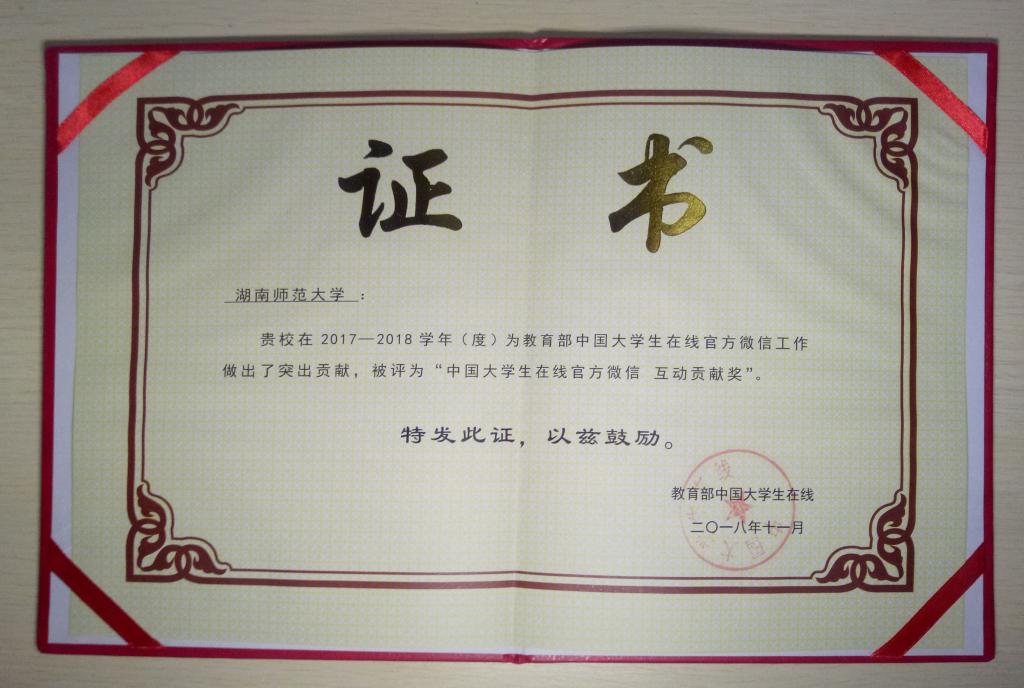 证 书
湖南师范大学 ：
贵校在 2017—2018 学年（度）为教育部中国大学生在线官方微信工作
做出了突出贡献，被评为“中国大学生在线官方微信 互动贡献奖”。
特发此证，以兹鼓励。
教育部中国大学生在线
二〇一八年十一月